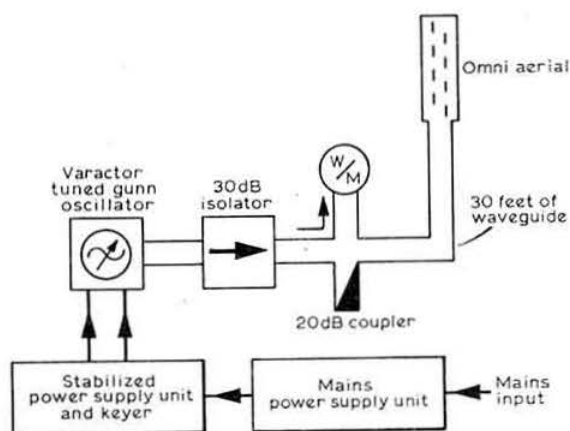 Omni aerial
W/M
Varactor
tuned gunn
oscillator
30dB
isolator
30 feet of
waveguide
20dB coupler
Stabilized
power supply unit
and keyer
Mains
power supply unit
Mains
input